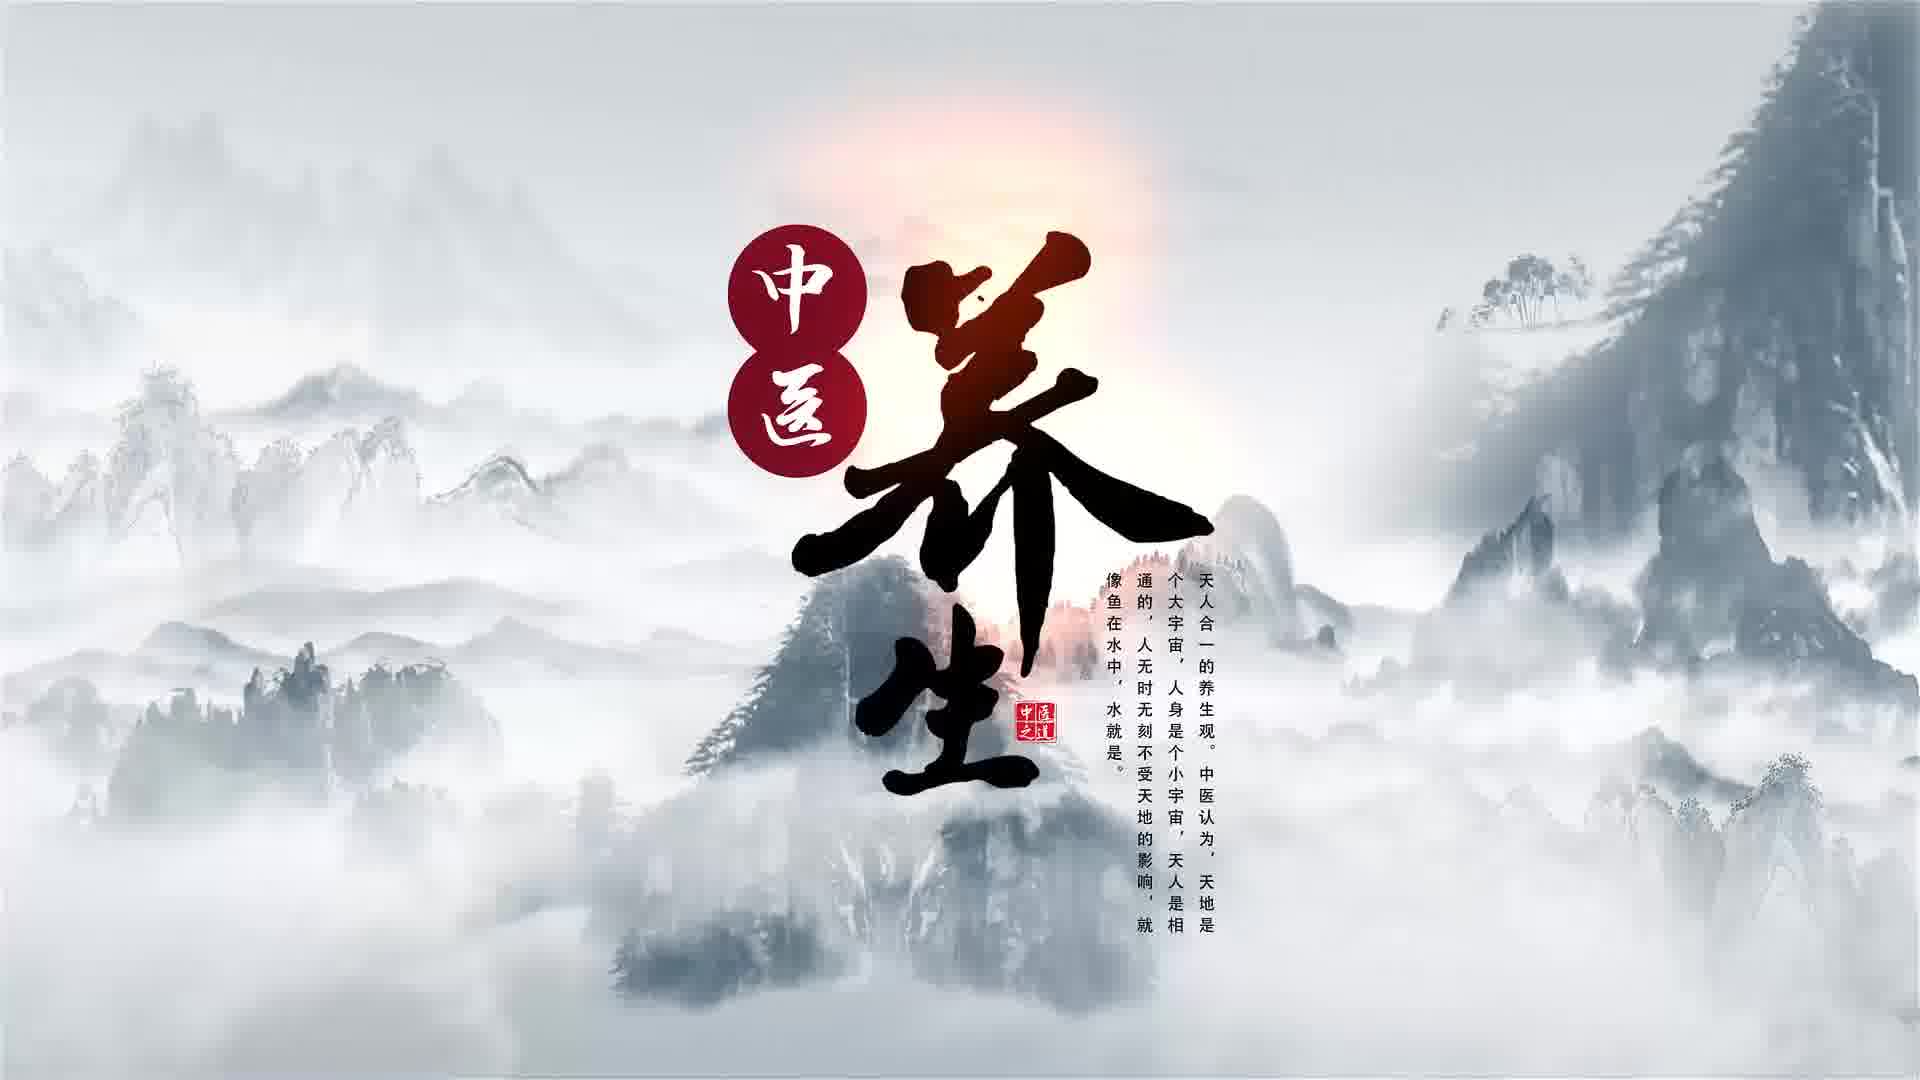 中医
养生
中医
之道
天人合一的养生观。中医认为，天地是
个大宇宙，人身是个小宇宙，天人是相
通的，人无时无刻不受天地的影响，就
像鱼在水中，水就是。